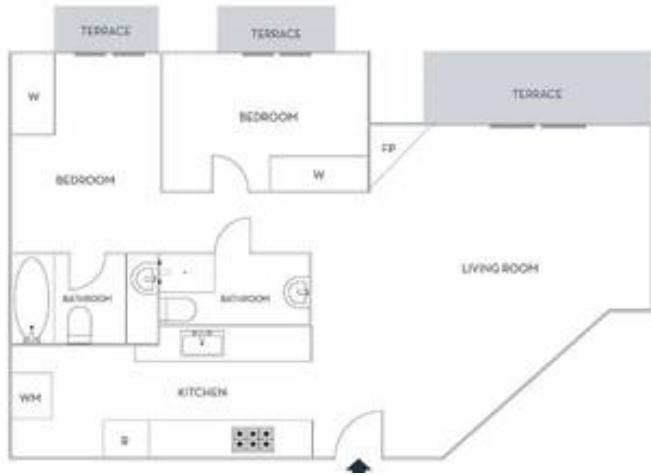 TERRACE
TERRACE
W
TERRACE
BEDROOM
FP
BEDROOM
W
LIVING ROOM
BATHROOM
BATHROOM
KITCHEN
WM